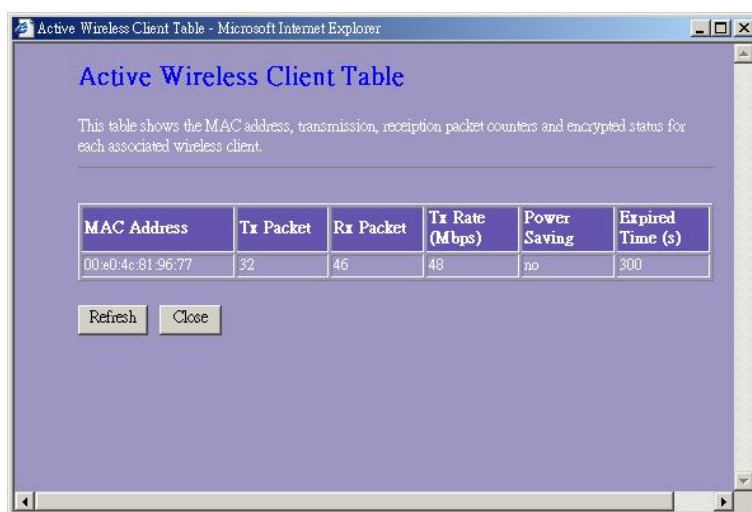 Active Wireless Client Table - Microsoft Internet Explorer
Active Wireless Client Table
This table shows the MAC address, transmission, receiption packet counters and encrypted status for
each associated wireless client.
MAC Address Tx Packet Rx Packet Tx Rate (Mbps) Power Saving Expired Time (s)
00:e0:4c:81:96:77 32 46 48 no 300
Refresh Close